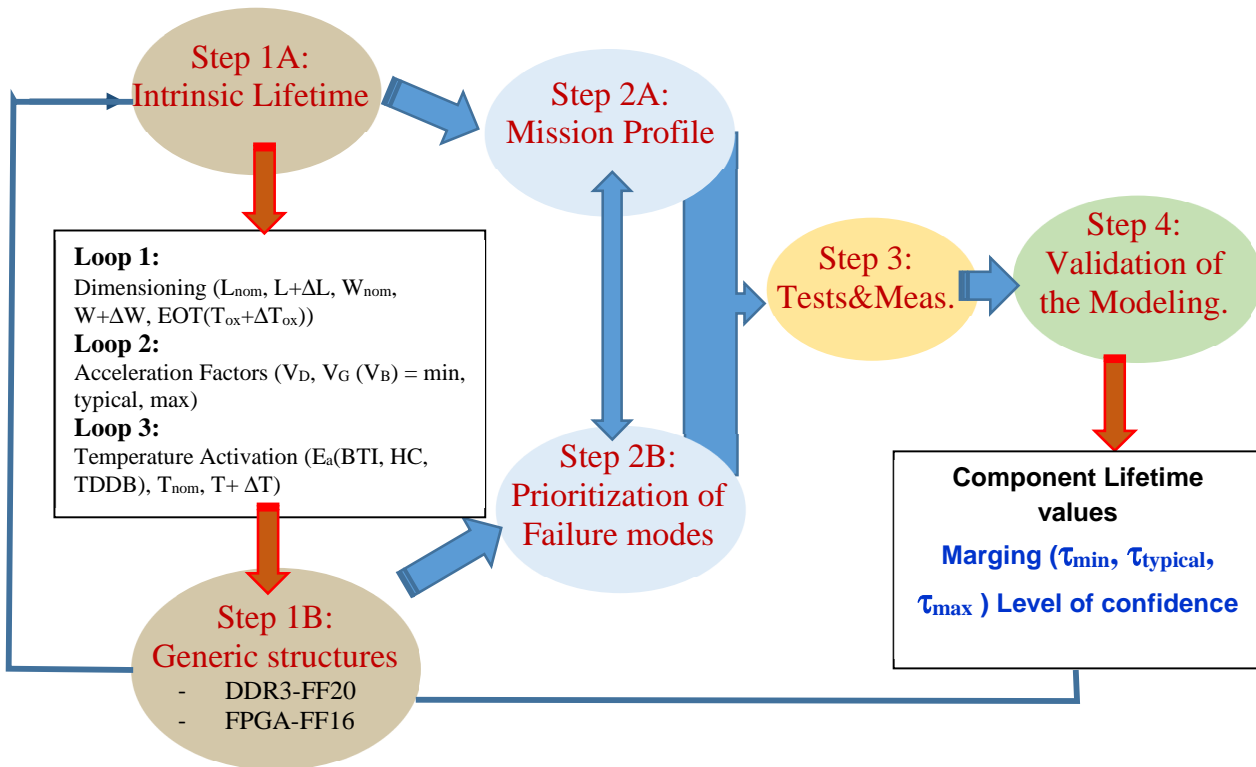 Step 1A:
Intrinsic Lifetime
Step 2A:
Mission Profile
Loop 1:
Dimensioning (Lnom, L+ΔL, Wnom,
W+ΔW, EOT(Tox+ΔTox))
Loop 2:
Acceleration Factors (VD, VG (VB) = min,
typical, max)
Loop 3:
Temperature Activation (Ea(BTI, HC,
TDDB), Tnom, T+ ΔT)
Step 2B:
Prioritization of
Failure modes
Step 1B:
Generic structures
- DDR3-FF20
- FPGA-FF16
Step 3:
Tests&Meas.
Step 4:
Validation of
the Modeling.
Component Lifetime
values
Marging (τmin, τtypical,
τmax ) Level of confidence